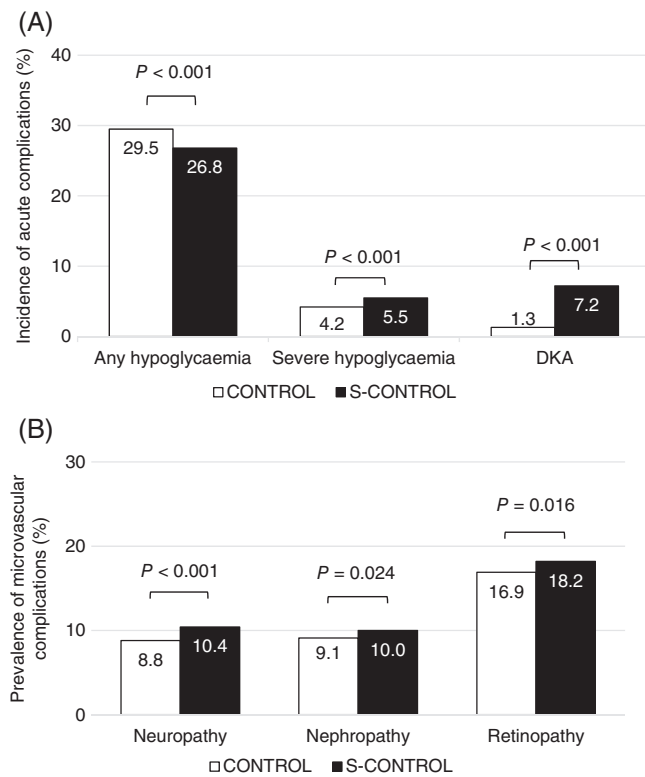 (A)
Incidence of acute complications (%)
40
30
20
10
0
P < 0.001
29.5
26.8
P < 0.001
4.2
5.5
P < 0.001
1.3
7.2
Any hypoglycaemia Severe hypoglycaemia DKA
CONTROL S-CONTROL
(B)
Prevalence of microvascular
complications (%)
30
20
10
0
P < 0.001
8.8
10.4
P = 0.024
9.1
10.0
P = 0.016
16.9
18.2
Neuropathy Nephropathy Retinopathy
CONTROL S-CONTROL